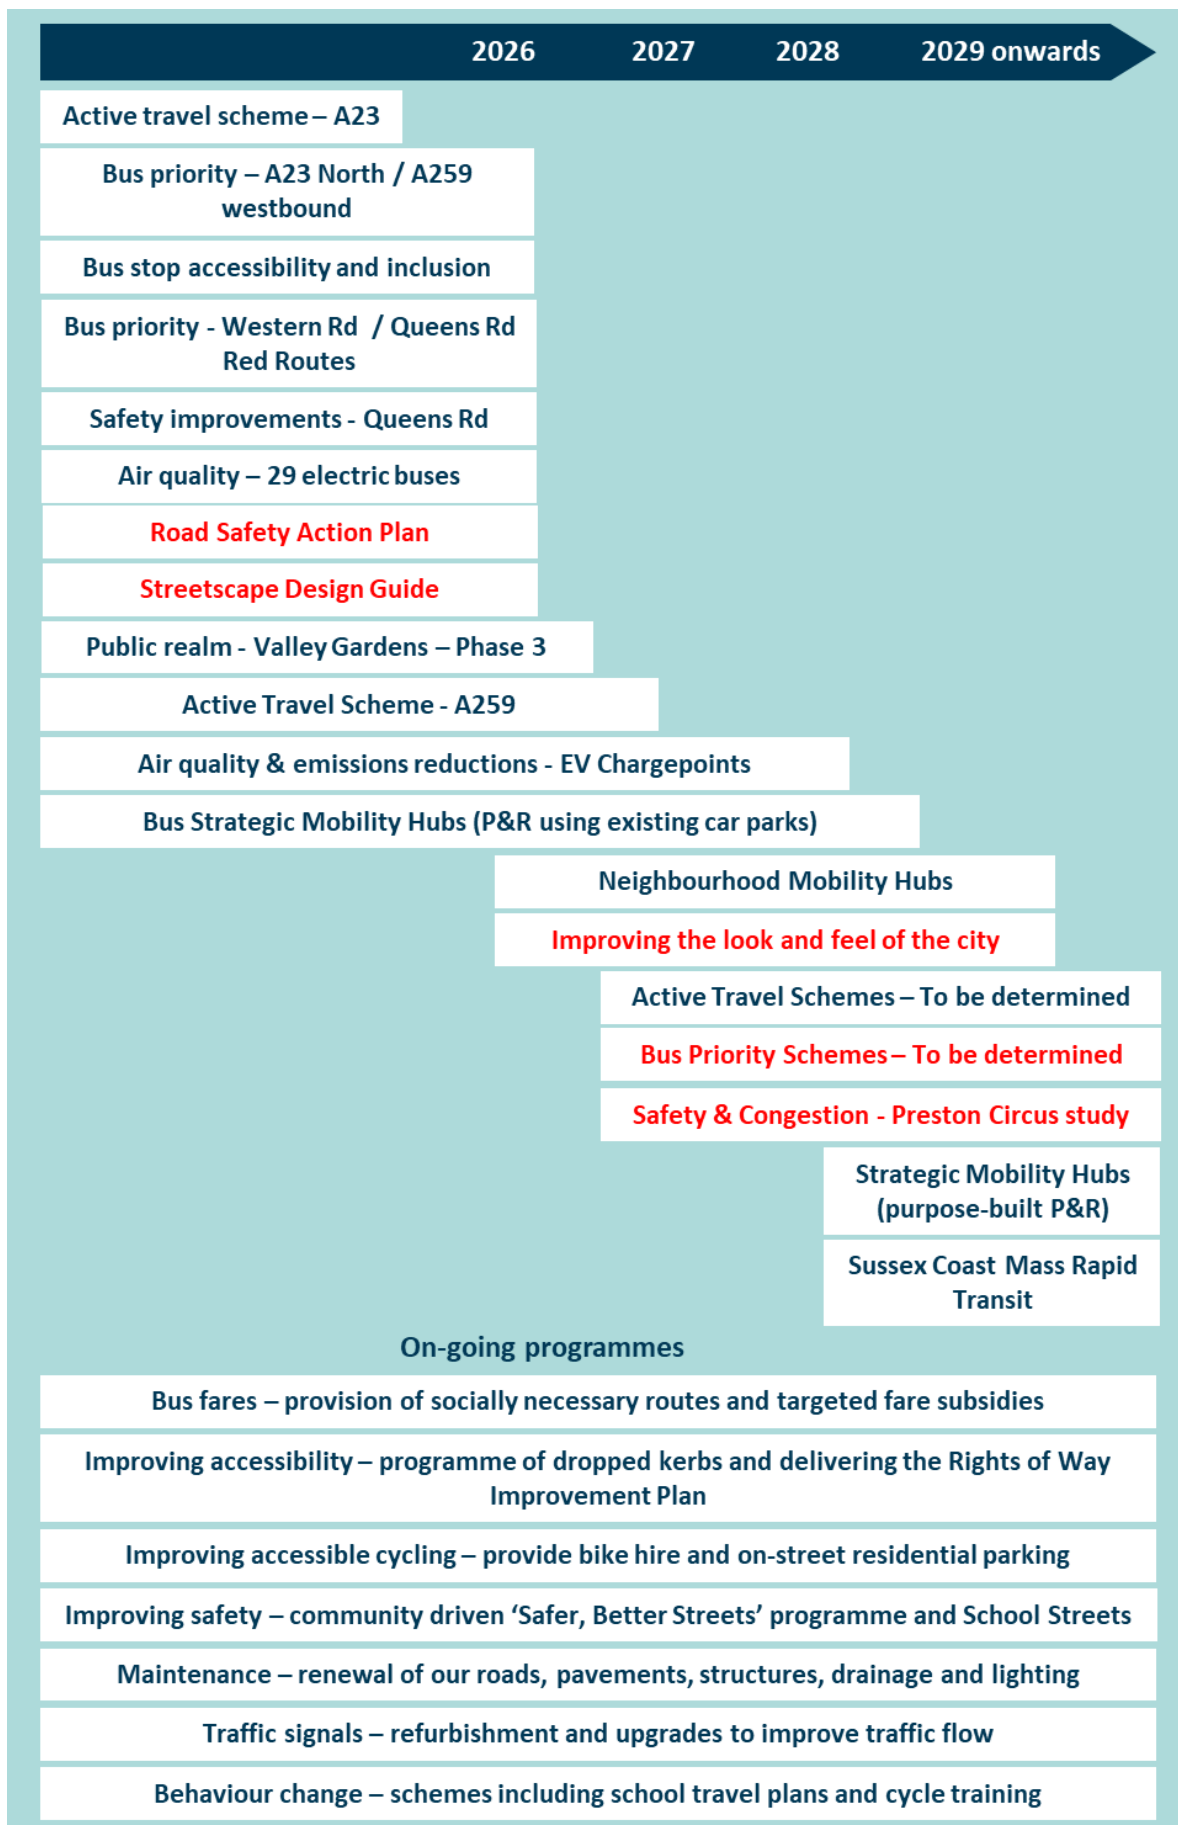 2026 2027 2028 2029 onwards
Active travel scheme – A23
Bus priority – A23 North / A259
westbound
Bus stop accessibility and inclusion
Bus priority - Western Rd / Queens Rd
Red Routes
Safety improvements - Queens Rd
Air quality – 29 electric buses
Road Safety Action Plan
Streetscape Design Guide
Public realm - Valley Gardens – Phase 3
Active Travel Scheme - A259
Air quality & emissions reductions - EV Chargepoints
Bus Strategic Mobility Hubs (P&R using existing car parks)
Neighbourhood Mobility Hubs
Improving the look and feel of the city
Active Travel Schemes – To be determined
Bus Priority Schemes – To be determined
Safety & Congestion - Preston Circus study
Strategic Mobility Hubs
(purpose-built P&R)
Sussex Coast Mass Rapid
Transit
On-going programmes
Bus fares – provision of socially necessary routes and targeted fare subsidies
Improving accessibility – programme of dropped kerbs and delivering the Rights of Way
Improvement Plan
Improving accessible cycling – provide bike hire and on-street residential parking
Improving safety – community driven ‘Safer, Better Streets’ programme and School Streets
Maintenance – renewal of our roads, pavements, structures, drainage and lighting
Traffic signals – refurbishment and upgrades to improve traffic flow
Behaviour change – schemes including school travel plans and cycle training